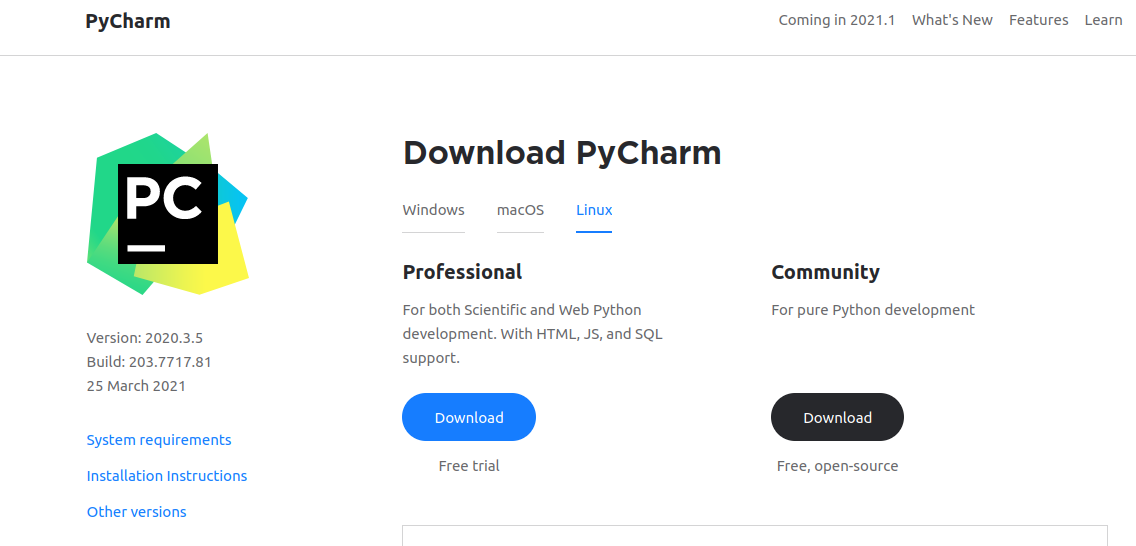 PyCharm
Coming in 2021.1 What's New Features Learn
PC
Download PyCharm
Windows macOS Linux
Professional
For both Scientific and Web Python
development. With HTML, JS, and SQL
support.
Download
Free trial
Community
For pure Python development
Download
Free, open-source
Version: 2020.3.5
Build: 203.7717.81
25 March 2021
System requirements
Installation Instructions
Other versions